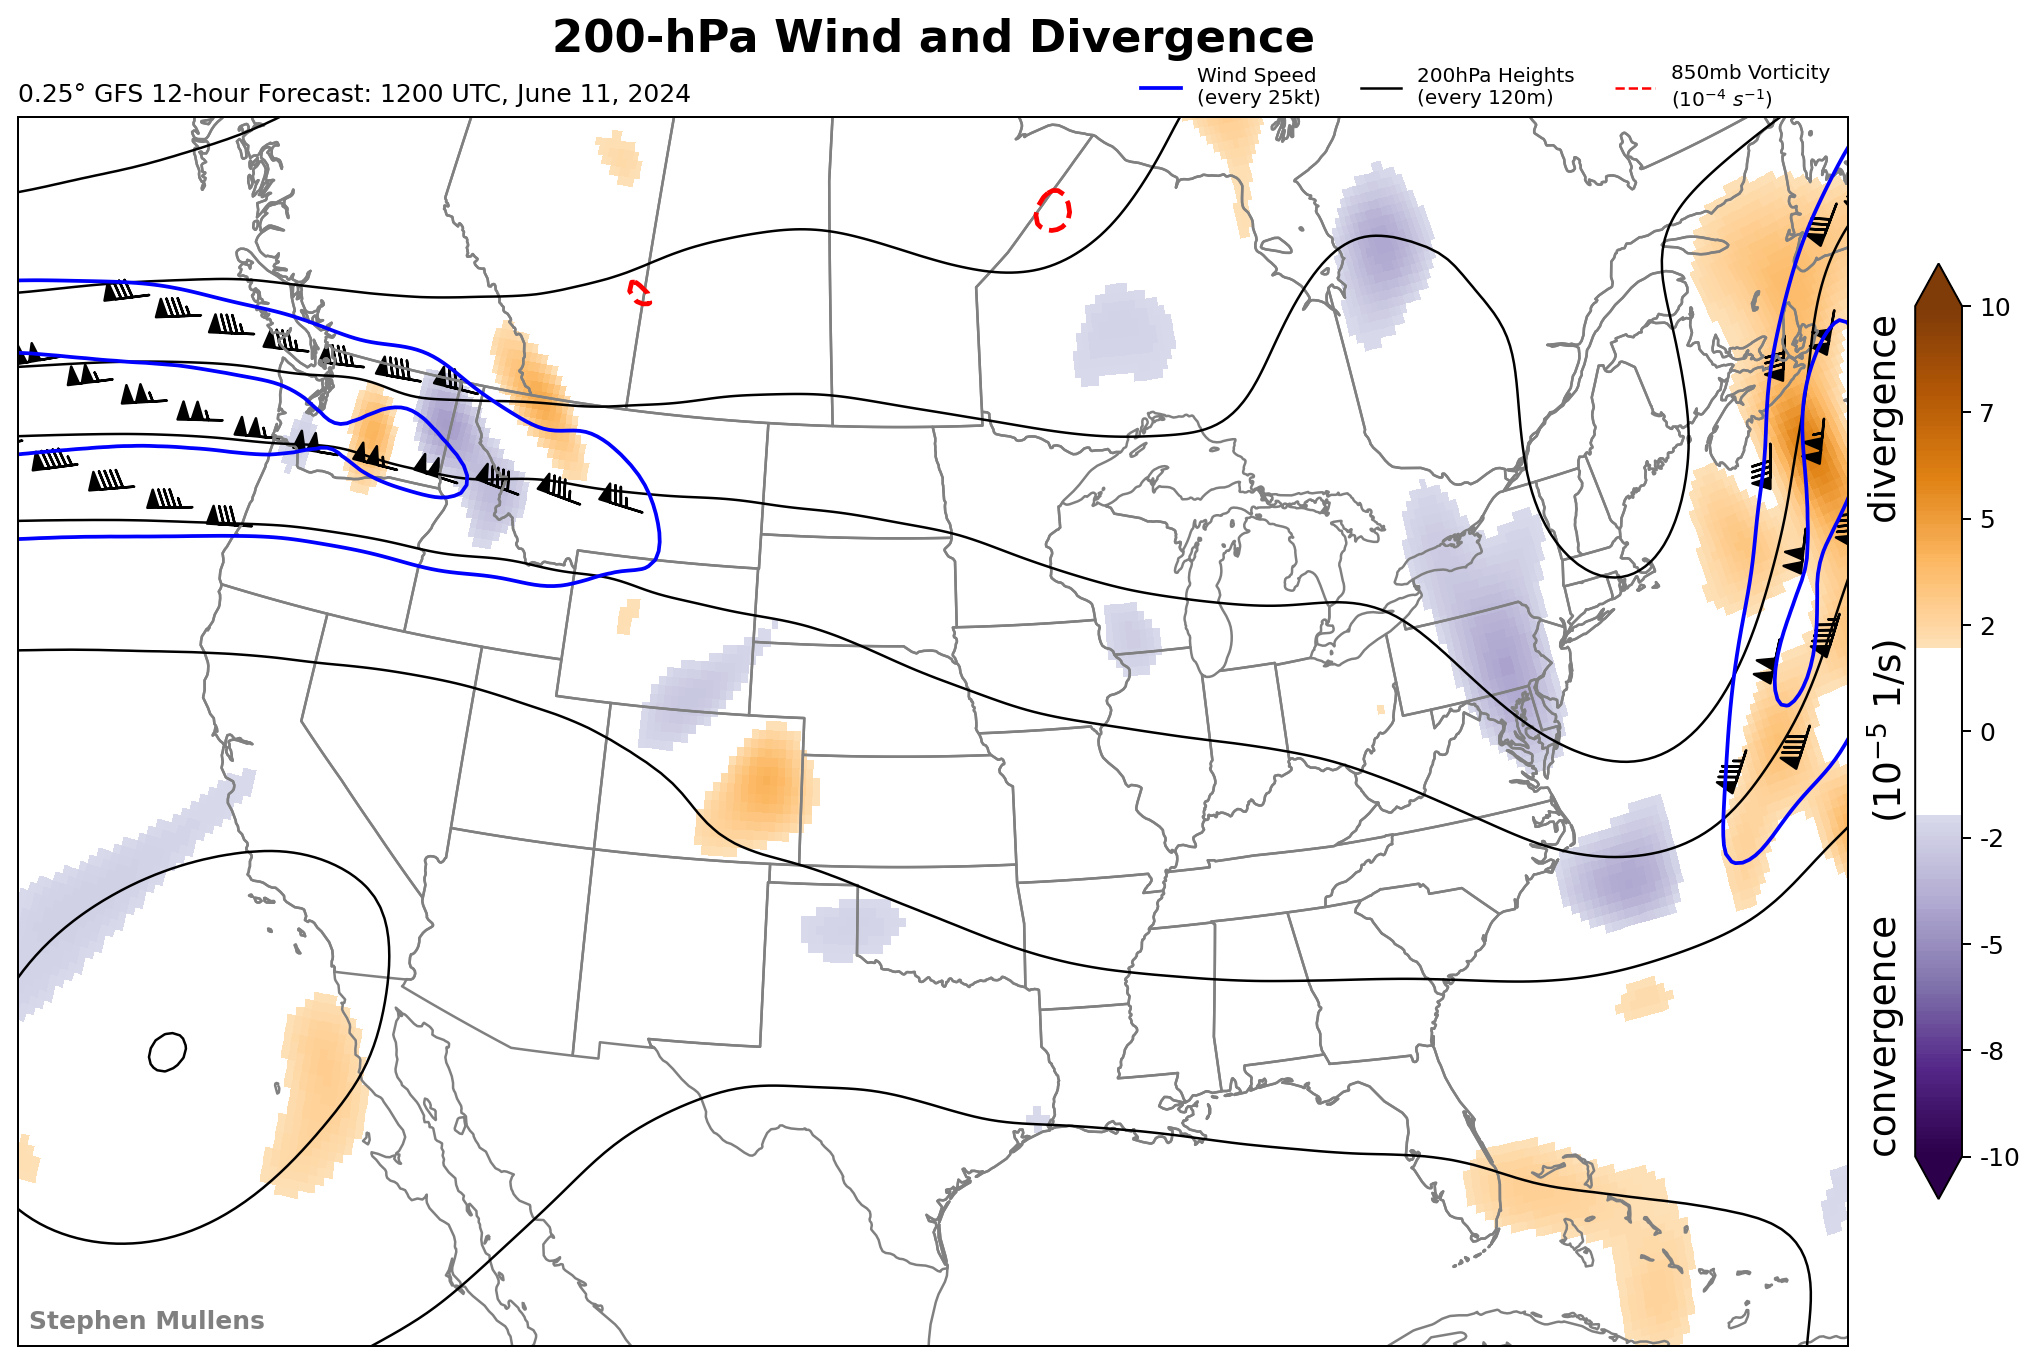 200-hPa Wind and Divergence
0.25° GFS 12-hour Forecast: 1200 UTC, June 11, 2024
Wind Speed
(every 25kt)
200hPa Heights
(every 120m)
850mb Vorticity
(10⁻⁴ s⁻¹)
10
7
5
2
0
-2
-5
-8
-10
convergence (10⁻⁵ 1/s) divergence
Stephen Mullens